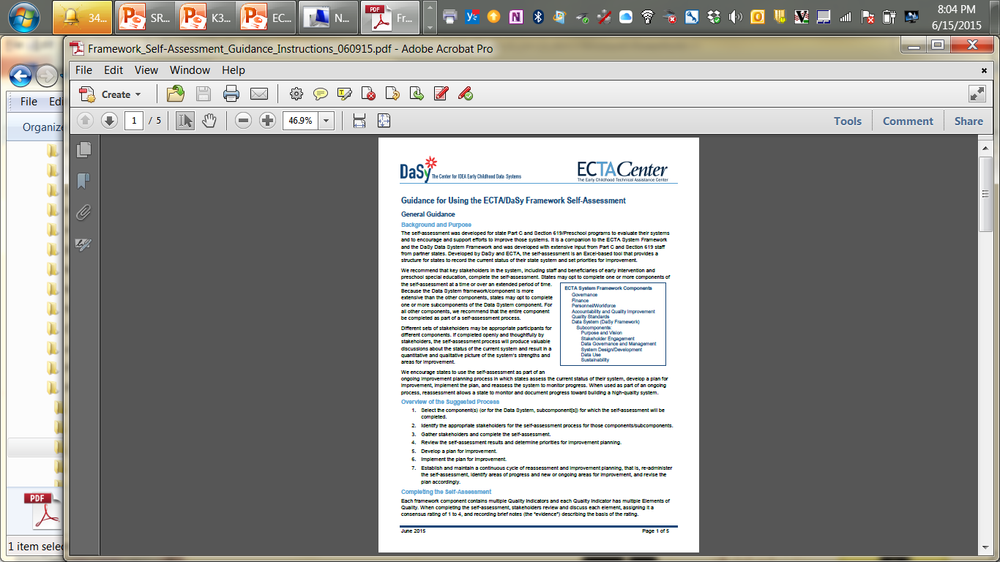 34...
SR...
K3...
EC...
N...
Fr...
8:04 PM
6/15/2015
Framework_Self-Assessment_Guidance_Instructions_060915.pdf - Adobe Acrobat Pro
File Edit View Window Help
Create
1 / 5
46.9%
Tools Comment Share
File Edi
Organize
PDF
1 item sele
DaSy The Center for IDEA Early Childhood Data Systems
ECTACenter
The Early Childhood Technical Assistance Center
Guidance for Using the ECTA/DaSy Framework Self-Assessment
General Guidance
Background and Purpose
The self-assessment was developed for state Part C and Section 619/Preschool programs to evaluate their systems
and to encourage and support efforts to improve those systems. It is a companion to the ECTA System Framework
and the DaSy Data System Framework and was developed with extensive input from Part C and Section 619 staff
from partner states. Developed by DaSy and ECTA, the self-assessment is an Excel-based tool that provides a
structure for states to record the current status of their state system and set priorities for improvement.
We recommend that key stakeholders in the system, including staff and beneficiaries of early intervention and
preschool special education, complete the self-assessment. States may opt to complete one or more components of
the self-assessment at a time or over an extended period of time.
Because the Data System framework/component is more
extensive than the other components, states may opt to complete
one or more subcomponents of the Data System component. For
all other components, we recommend that the entire component
be completed as part of a self-assessment process.
Different sets of stakeholders may be appropriate participants for
different components. If completed openly and thoughtfully by
stakeholders, the self-assessment process will produce valuable
discussions about the status of the current system and result in a
quantitative and qualitative picture of the system's strengths and
areas for improvement.
ECTA System Framework Components
Governance
Finance
Personnel/Workforce
Accountability and Quality Improvement
Quality Standards
Data System (DaSy Framework)
Subcomponents:
Purpose and Vision
Stakeholder Engagement
Data Governance and Management
System Design/Development
Data Use
Sustainability
We encourage states to use the self-assessment as part of an
ongoing improvement planning process in which states assess the current status of their system, develop a plan for
improvement, implement the plan, and reassess the system to monitor progress. When used as part of an ongoing
process, reassessment allows a state to monitor and document progress toward building a high-quality system.
Overview of the Suggested Process
1. Select the component(s) (or for the Data System, subcomponent[s]) for which the self-assessment will be
completed.
2. Identify the appropriate stakeholders for the self-assessment process for those components/subcomponents.
3. Gather stakeholders and complete the self-assessment.
4. Review the self-assessment results and determine priorities for improvement planning.
5. Develop a plan for improvement.
6. Implement the plan for improvement.
7. Establish and maintain a continuous cycle of reassessment and improvement planning, that is, re-administer
the self-assessment, identify areas of progress and new or ongoing areas for improvement, and revise the
plan accordingly.
Completing the Self-Assessment
Each framework component contains multiple Quality Indicators and each Quality Indicator has multiple Elements of
Quality. When completing the self-assessment, stakeholders review and discuss each element, assigning it a
consensus rating of 1 to 4, and recording brief notes (the "evidence") describing the basis of the rating.
June 2015 Page 1 of 5